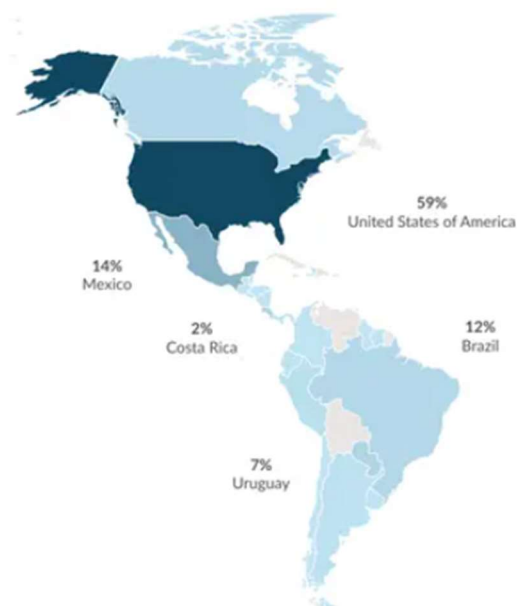 59%
United States of America
14%
Mexico
2%
Costa Rica
12%
Brazil
7%
Uruguay